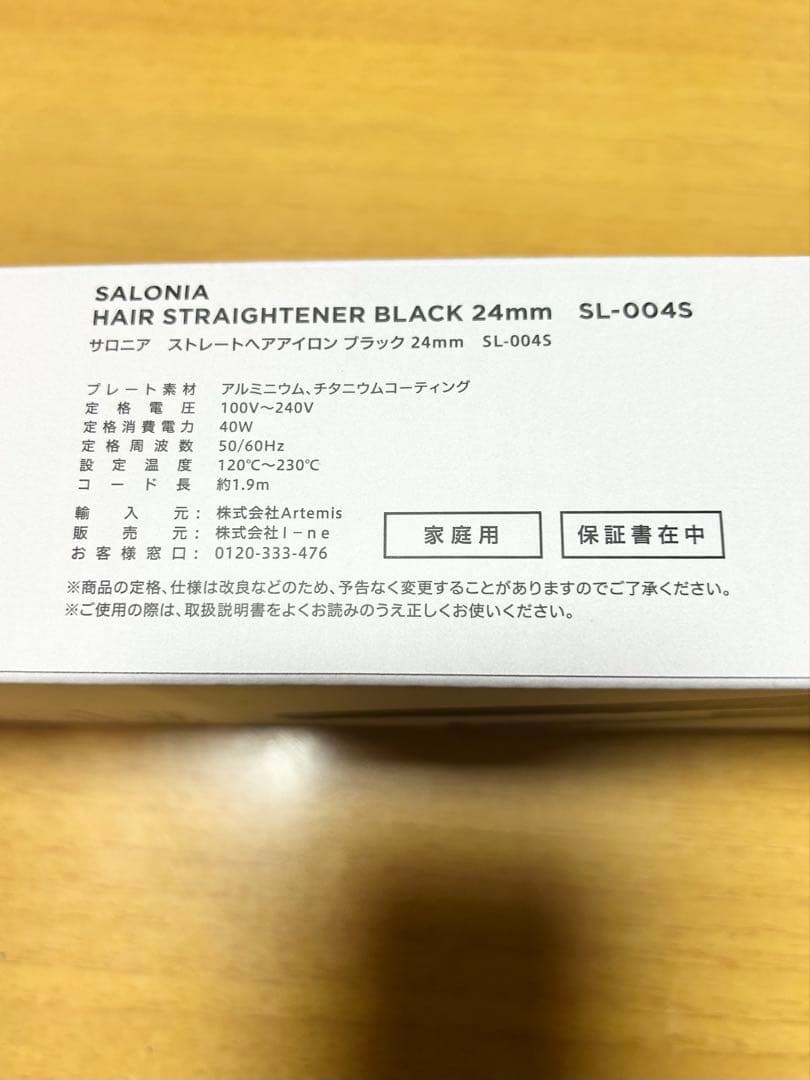 SALONIA
HAIR STRAIGHTENER BLACK 24mm SL-004S
サロニア ストレートヘアアイロン ブラック 24mm SL-004S
プレート素材 アルミニウム、チタニウムコーティング
定格電圧 100V〜240V
定格消費電力 40W
定格周波数 50/60Hz
設定温度 120℃〜230℃
コード長 約1.9m
輸入元: 株式会社Artemis
販売元: 株式会社I-ne
お客様窓口: 0120-333-476
家庭用
保証書在中
※商品の定格、仕様は改良などのため、予告なく変更することがありますのでご了承ください。
※ご使用の際は、取扱説明書をよくお読みのうえ正しくお使いください。